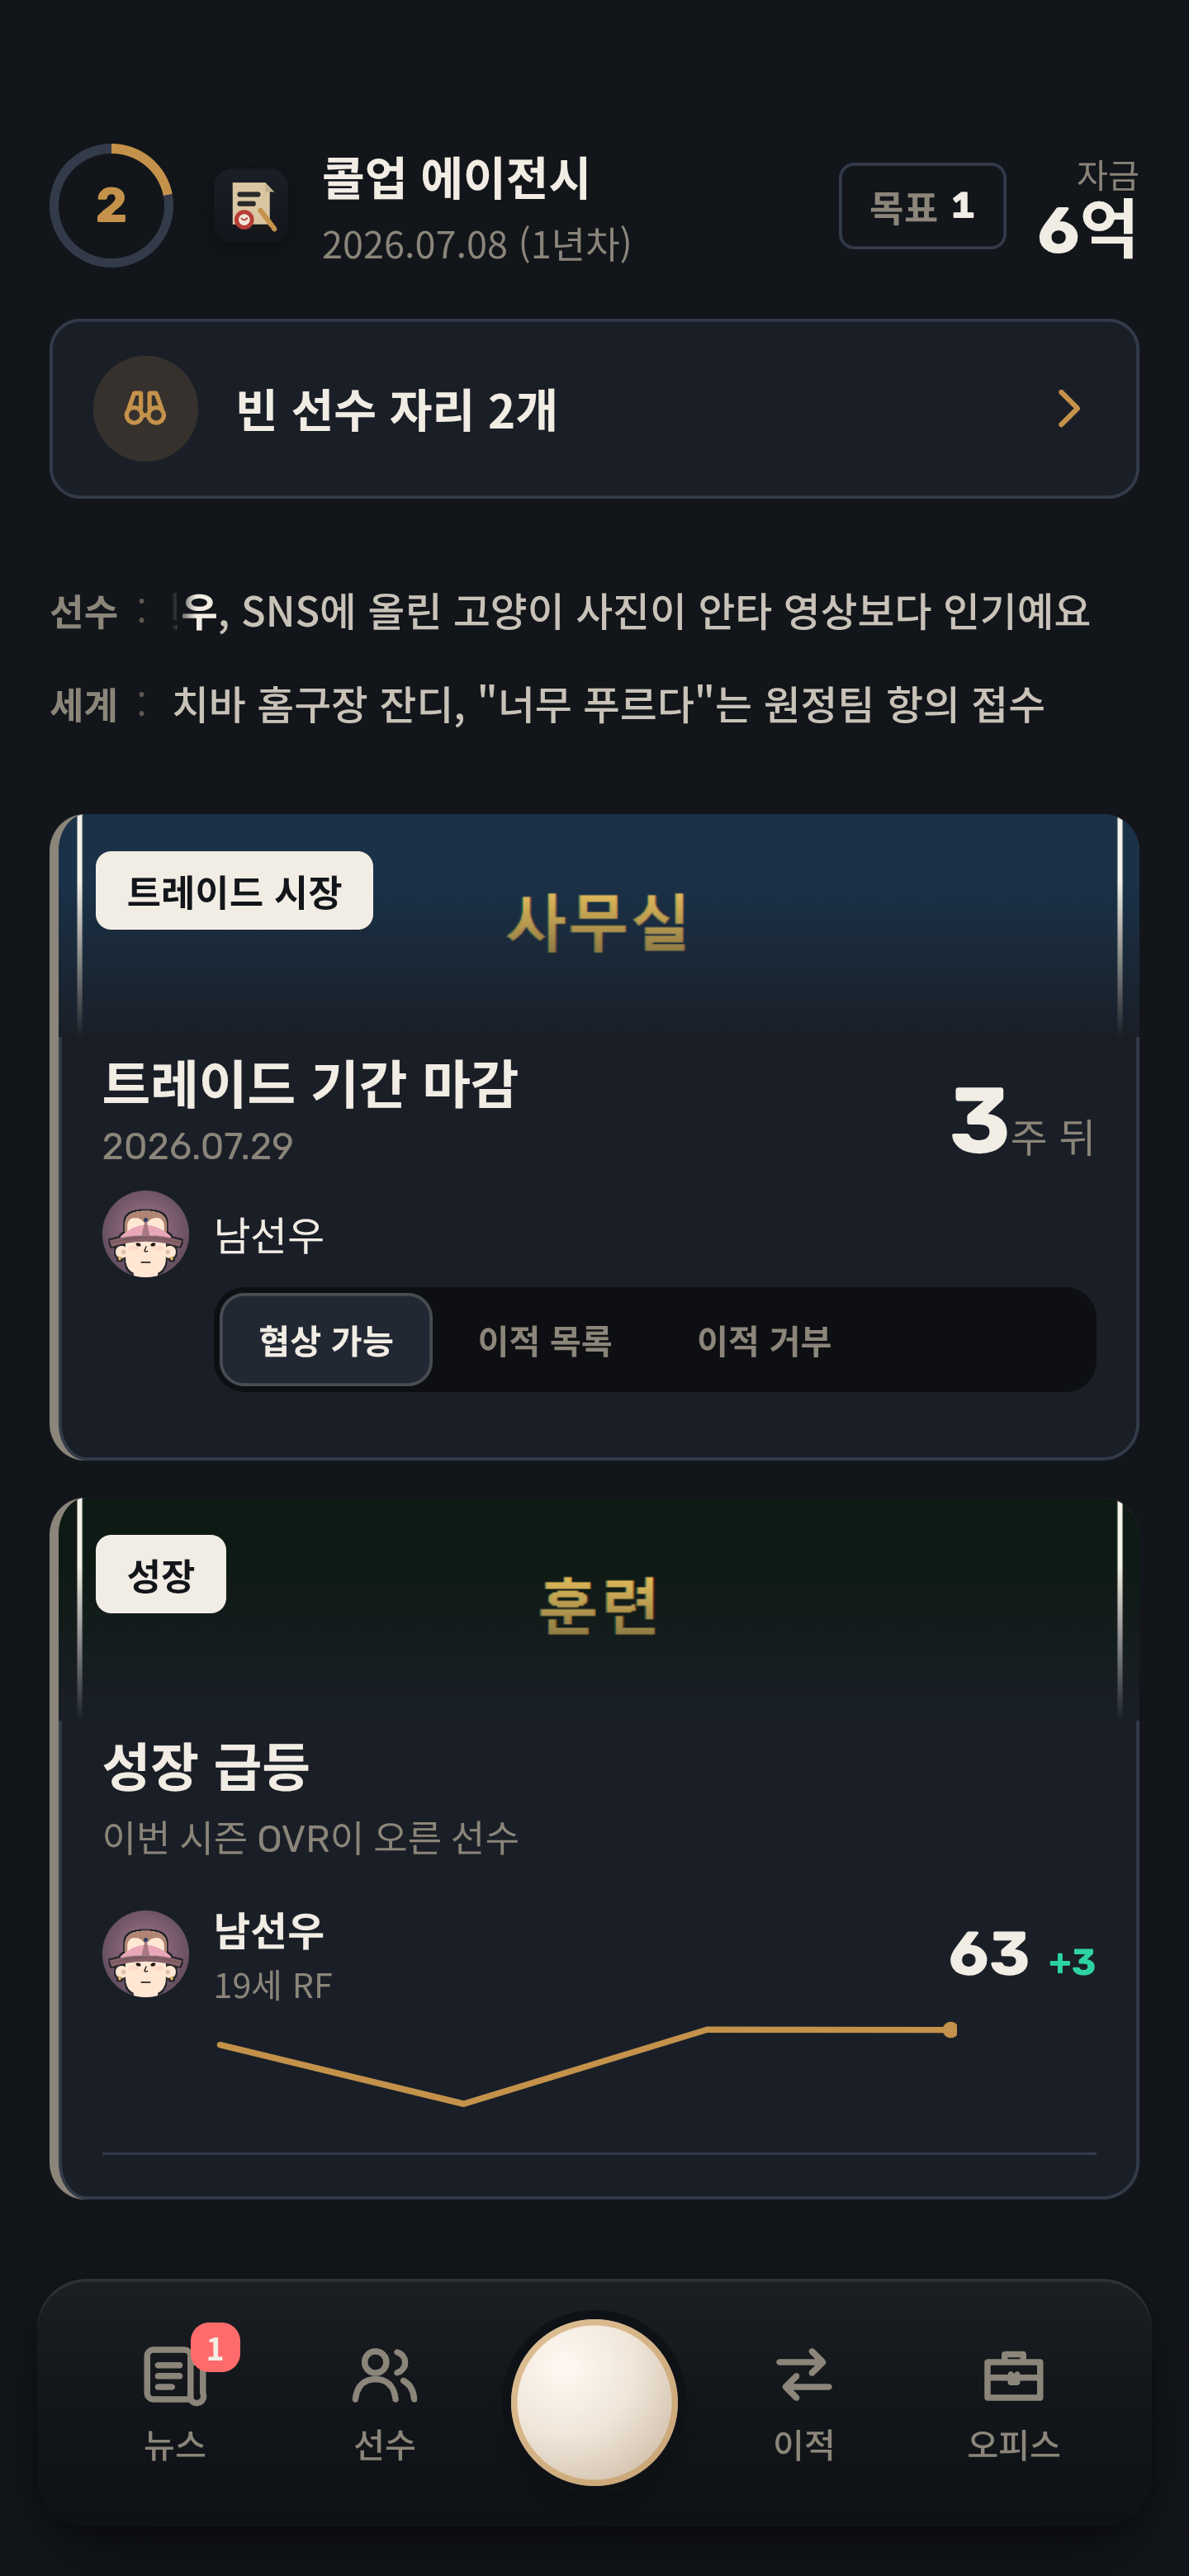 2
콜업 에이전시
2026.07.08 (1년차)
목표 1
자금
6억
빈 선수 자리 2개
선수 : 우, SNS에 올린 고양이 사진이 안타 영상보다 인기예요
세계 : 치바 홈구장 잔디, "너무 푸르다"는 원정팀 항의 접수
트레이드 시장
사무실
트레이드 기간 마감
2026.07.29
3주 뒤
남선우
협상 가능 이적 목록 이적 거부
성장
훈련
성장 급등
이번 시즌 OVR이 오른 선수
남선우
19세 RF
63 +3
1
뉴스 선수 이적 오피스